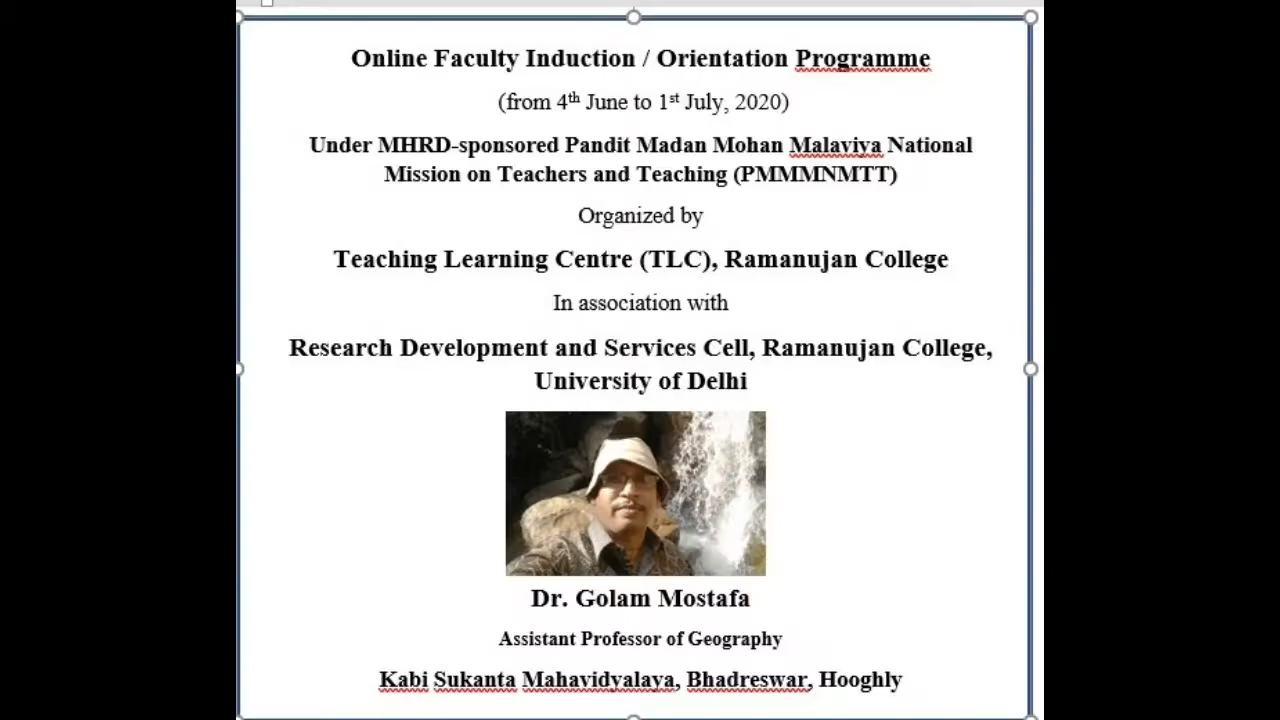 Online Faculty Induction / Orientation Programme
(from 4th June to 1st July, 2020)
Under MHRD-sponsored Pandit Madan Mohan Malaviya National
Mission on Teachers and Teaching (PMMMNMTT)
Organized by
Teaching Learning Centre (TLC), Ramanujan College
In association with
Research Development and Services Cell, Ramanujan College,
University of Delhi
Dr. Golam Mostafa
Assistant Professor of Geography
Kabi Sukanta Mahavidyalaya, Bhadreswar, Hooghly